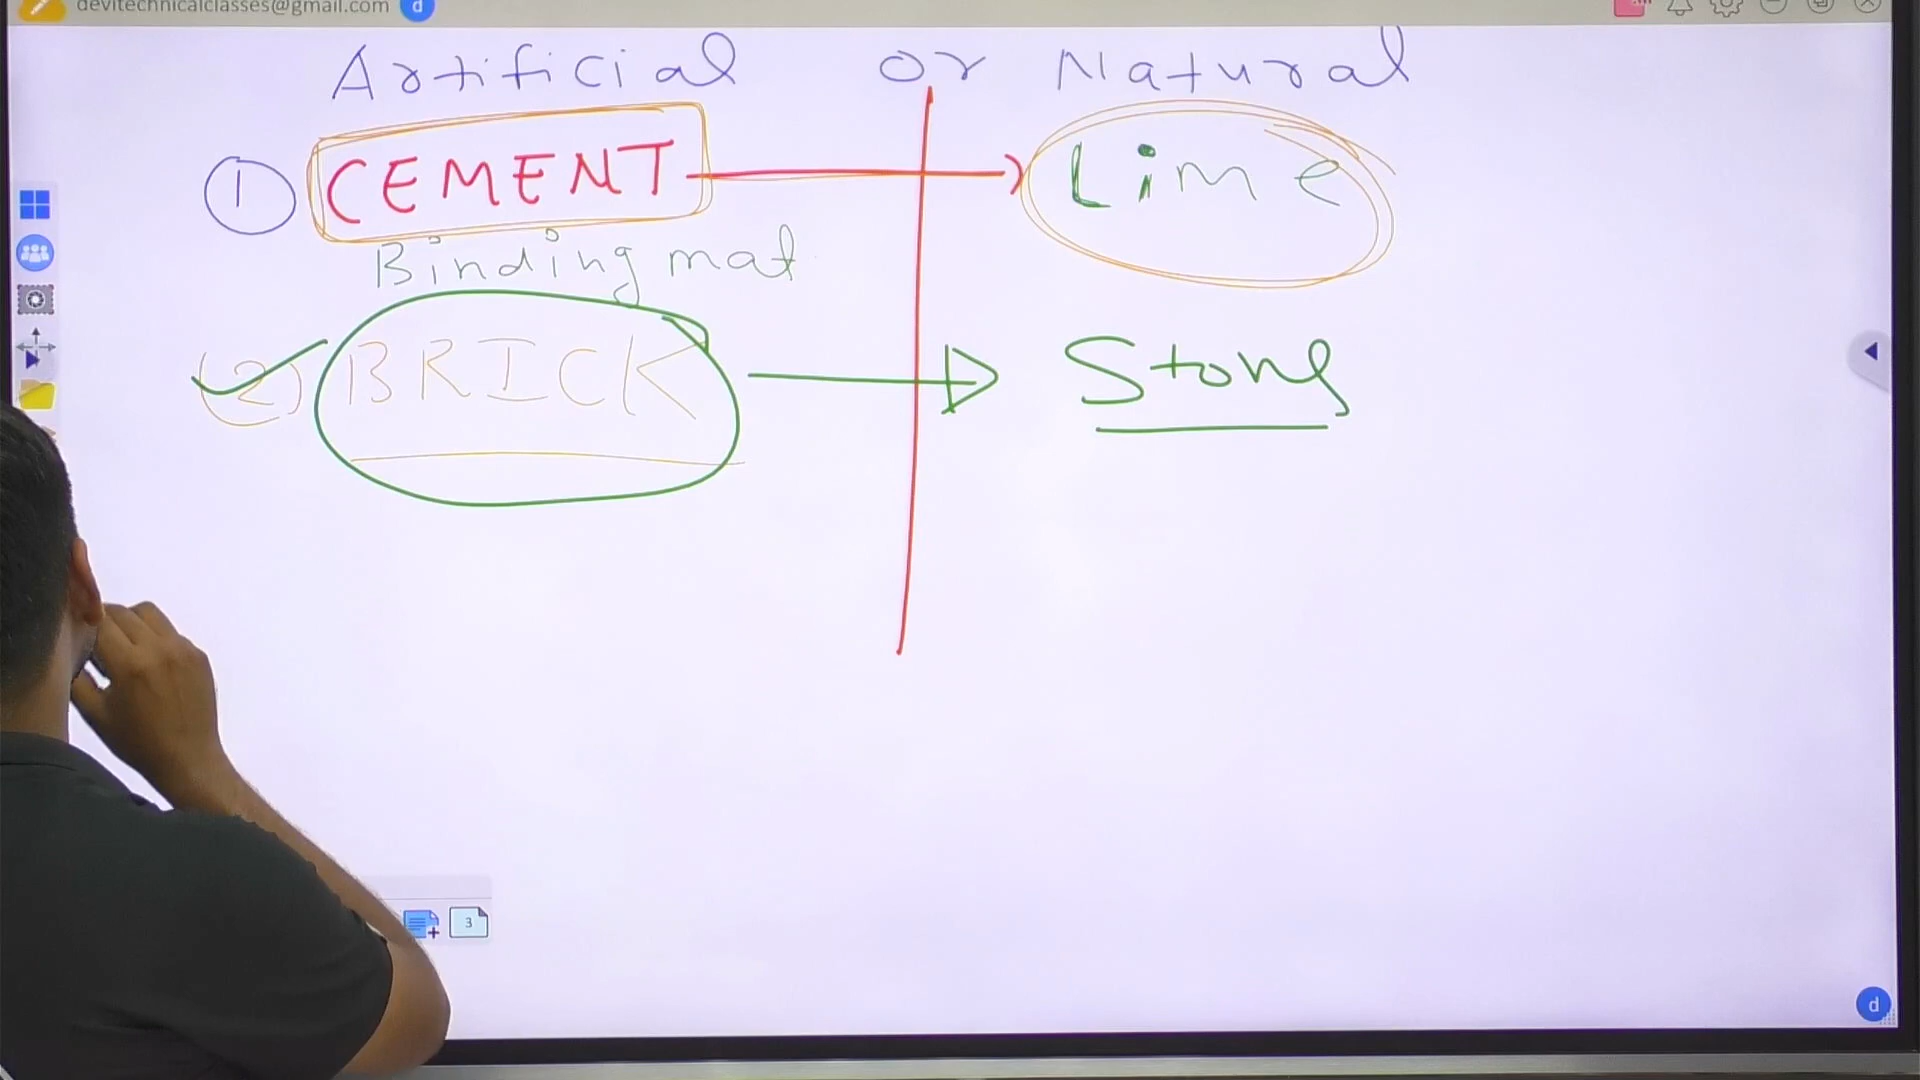 devitechnicalclasses@gmail.com d
Artificial or Natural
1 CEMENT Lime
Binding mat
(2) BRICK Stone
3
d